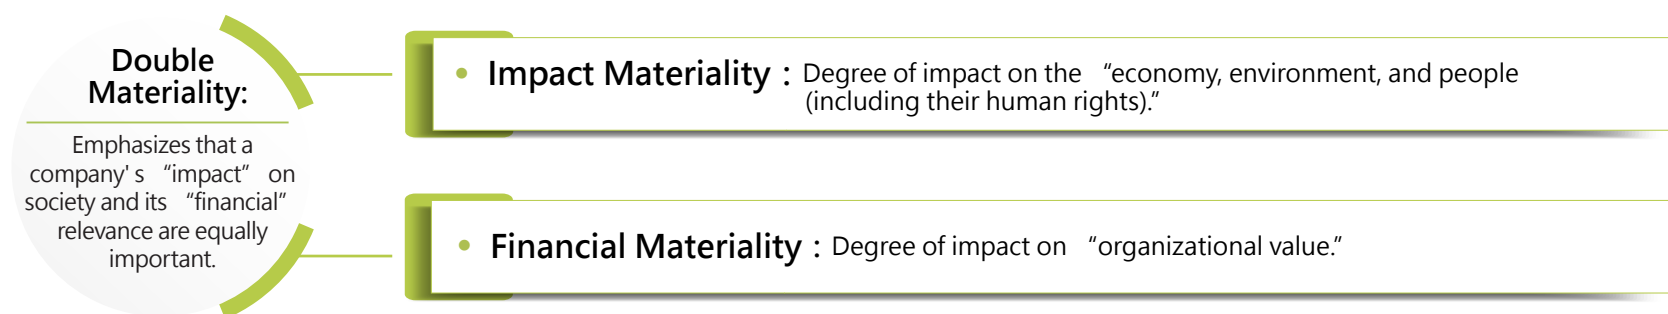 Double
Materiality:
Emphasizes that a
company's “impact” on
society and its “financial”
relevance are equally
important.
• Impact Materiality : Degree of impact on the “economy, environment, and people
(including their human rights).”
• Financial Materiality : Degree of impact on “organizational value.”